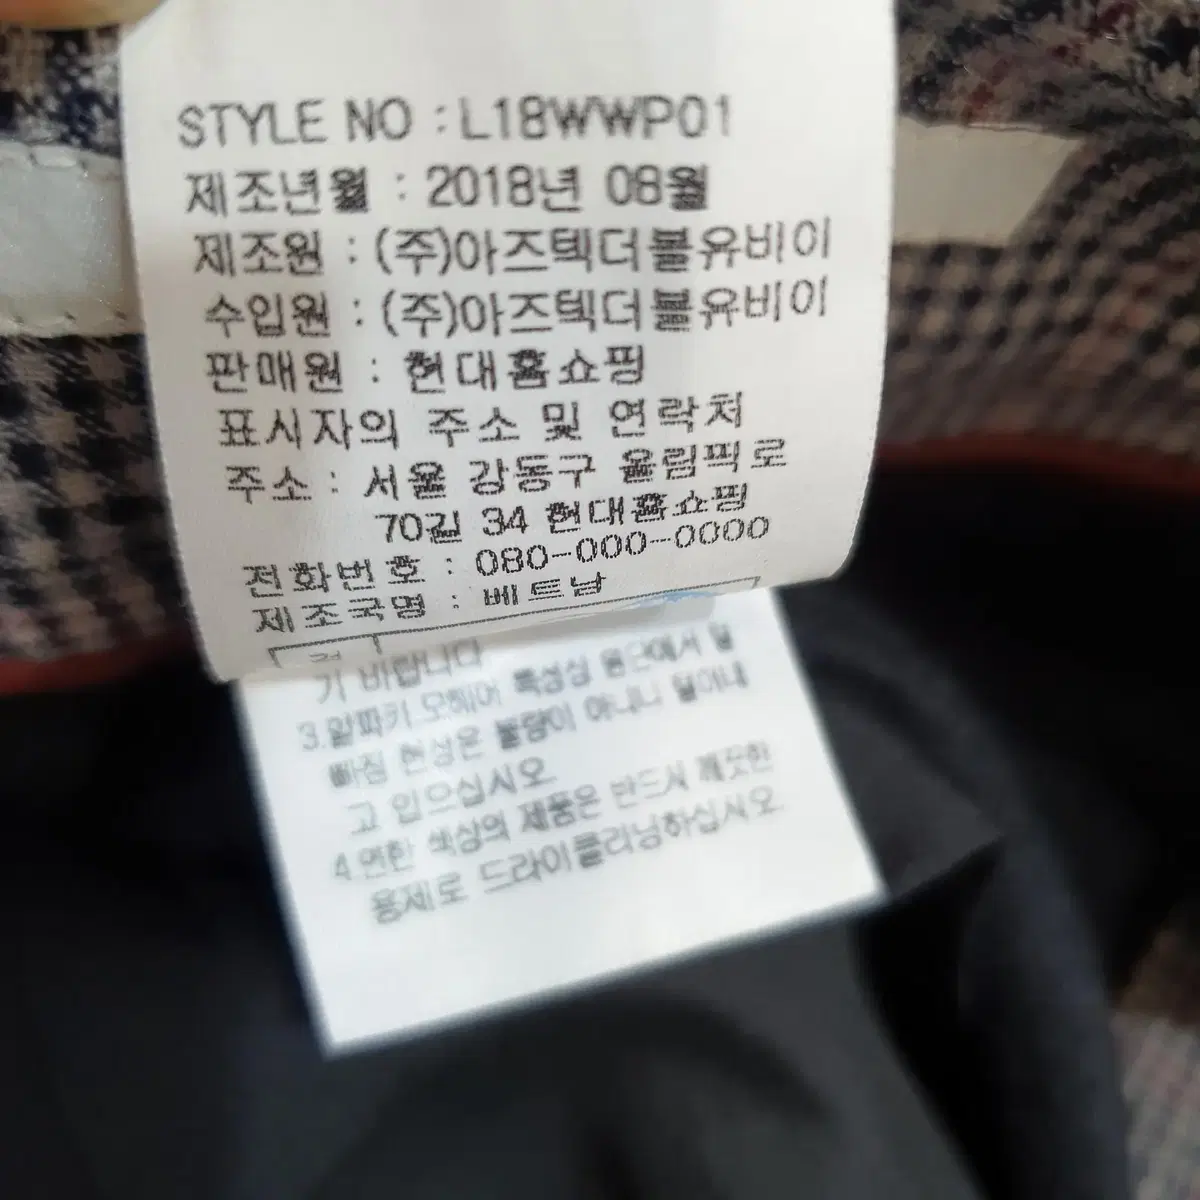 STYLE NO : L18WWP01
제조년월 : 2018년 08월
제조원 : (주)아즈텍더블유비이
수입원 : (주)아즈텍더블유비이
판매원 : 현대홈쇼핑
표시자의 주소 및 연락처
주소 : 서울 강동구 올림픽로
70길 34 현대홈쇼핑
전화번호 : 080-000-0000
제조국명 : 베트남
기 바랍니다
3.알파카.모헤어 특성상 원단에서 털
빠짐 현상은 불량이 아니니 털어내
고 입으십시오
4.연한 색상의 제품은 반드시 깨끗한
용제로 드라이클리닝하십시오.